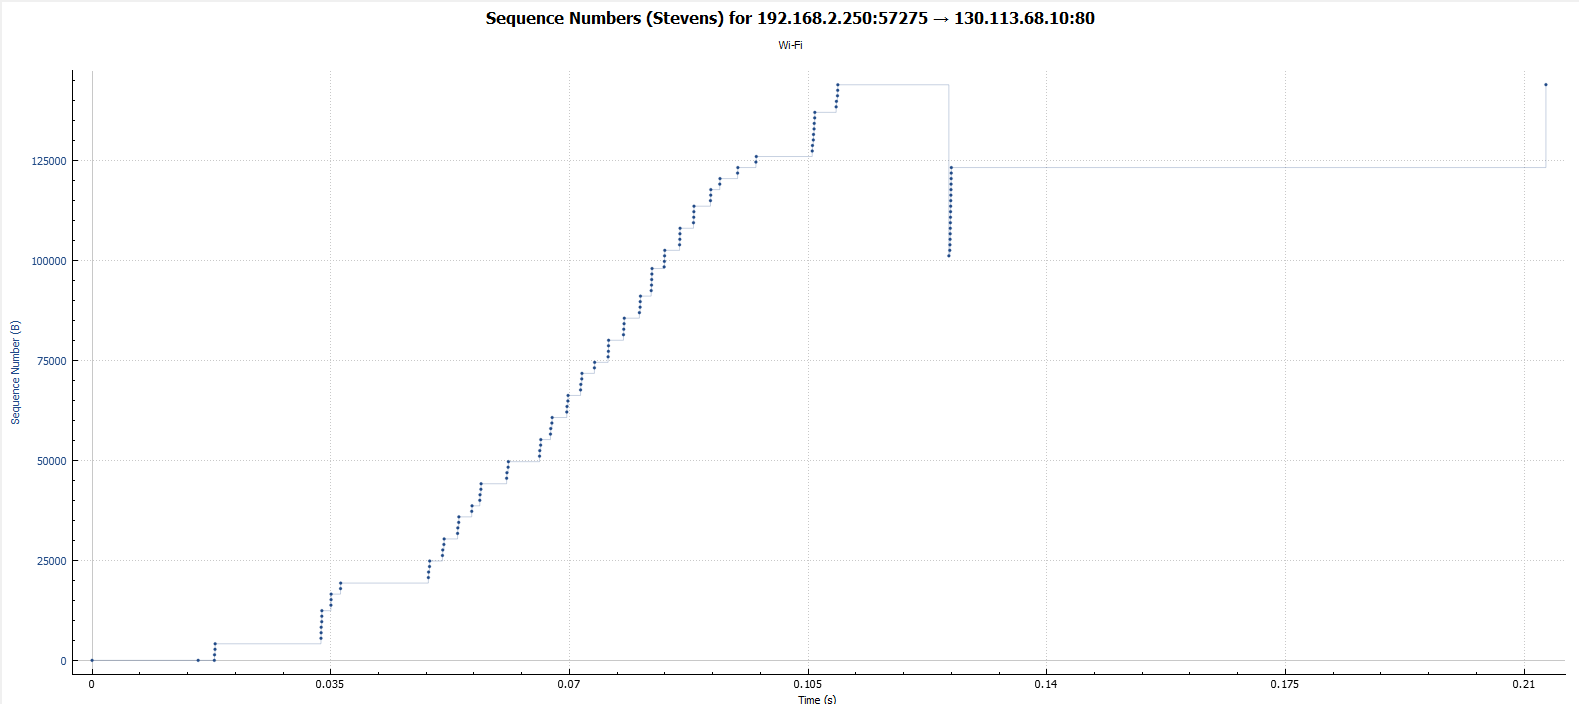 Sequence Numbers (Stevens) for 192.168.2.250:57275 → 130.113.68.10:80
Wi-Fi
Sequence Number (B)
125000
100000
75000
50000
25000
0
0 0.035 0.07 0.105 0.14 0.175 0.21
Time (s)